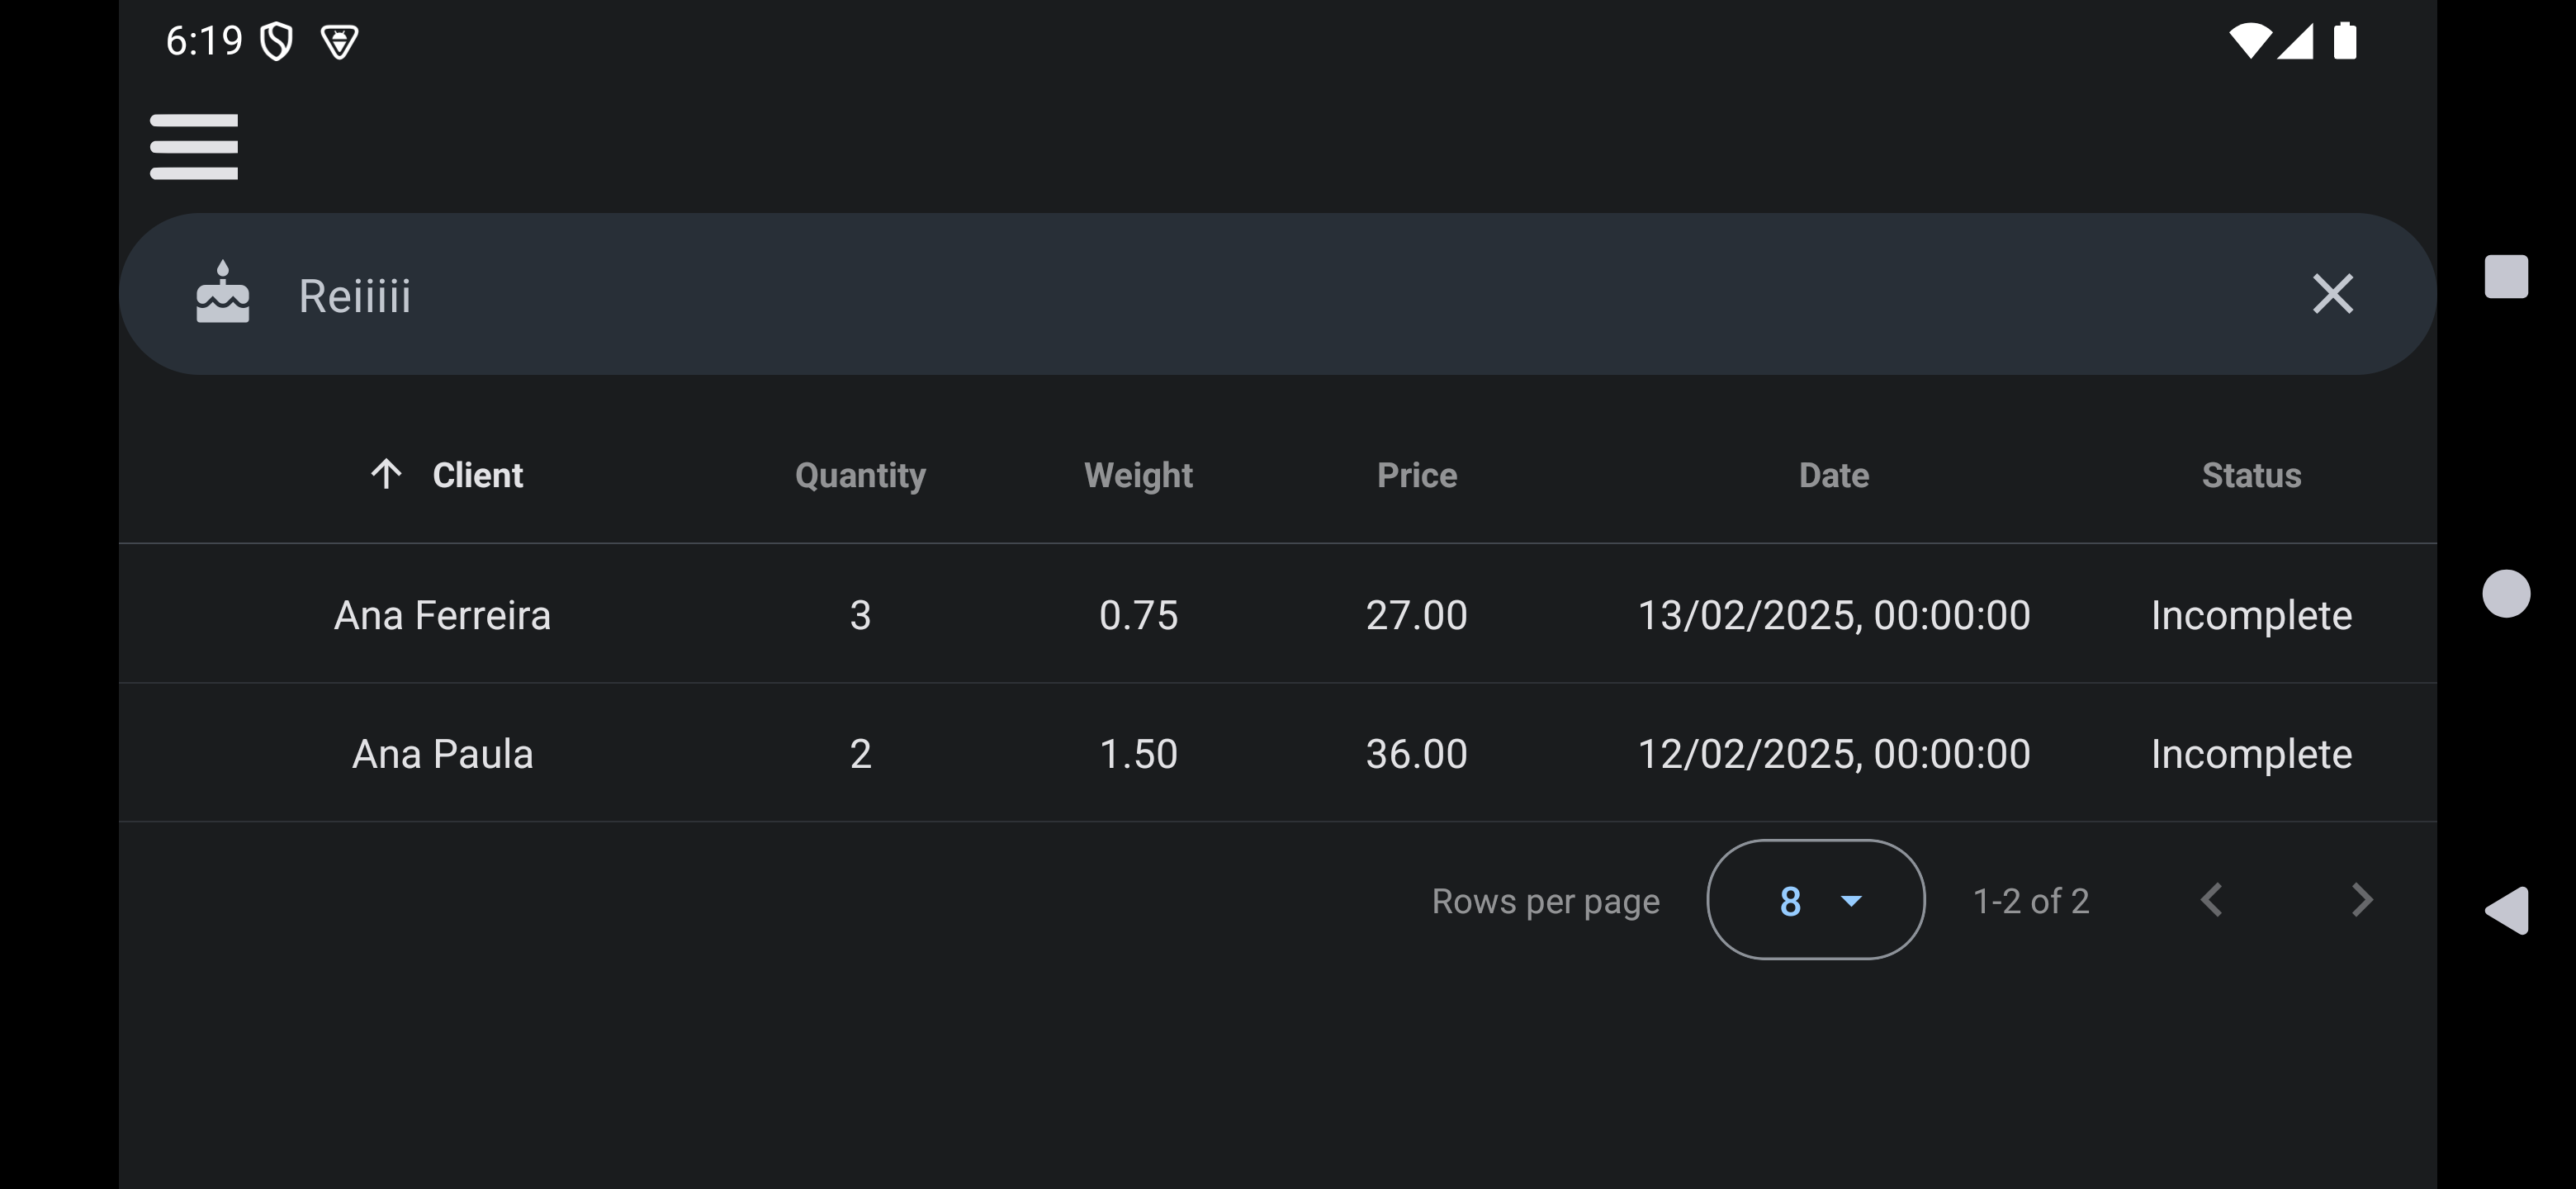 6:19
Reiiiii
Client Quantity Weight Price Date Status
Ana Ferreira 3 0.75 27.00 13/02/2025, 00:00:00 Incomplete
Ana Paula 2 1.50 36.00 12/02/2025, 00:00:00 Incomplete
Rows per page 8 1-2 of 2